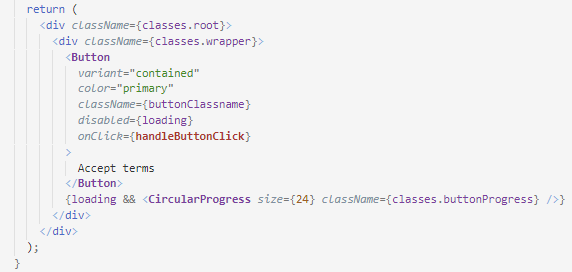 return (
<div className={classes.root}>
<div className={classes.wrapper}>
<Button
variant="contained"
color="primary"
className={buttonClassname}
disabled={loading}
onClick={handleButtonClick}
>
Accept terms
</Button>
{loading && <CircularProgress size={24} className={classes.buttonProgress} />}
</div>
</div>
);
}